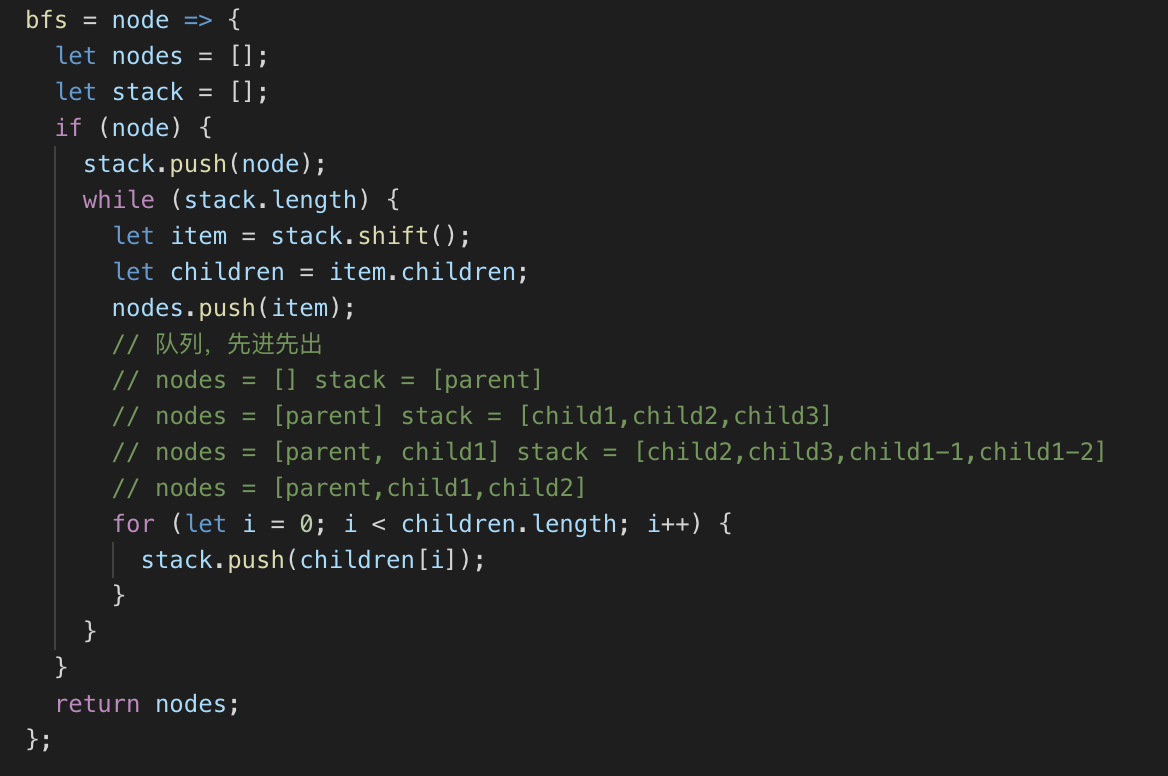 bfs = node => {
  let nodes = [];
  let stack = [];
  if (node) {
    stack.push(node);
    while (stack.length) {
      let item = stack.shift();
      let children = item.children;
      nodes.push(item);
      // 队列，先进先出
      // nodes = [] stack = [parent]
      // nodes = [parent] stack = [child1,child2,child3]
      // nodes = [parent, child1] stack = [child2,child3,child1-1,child1-2]
      // nodes = [parent,child1,child2]
      for (let i = 0; i < children.length; i++) {
        stack.push(children[i]);
      }
    }
  }
  return nodes;
};